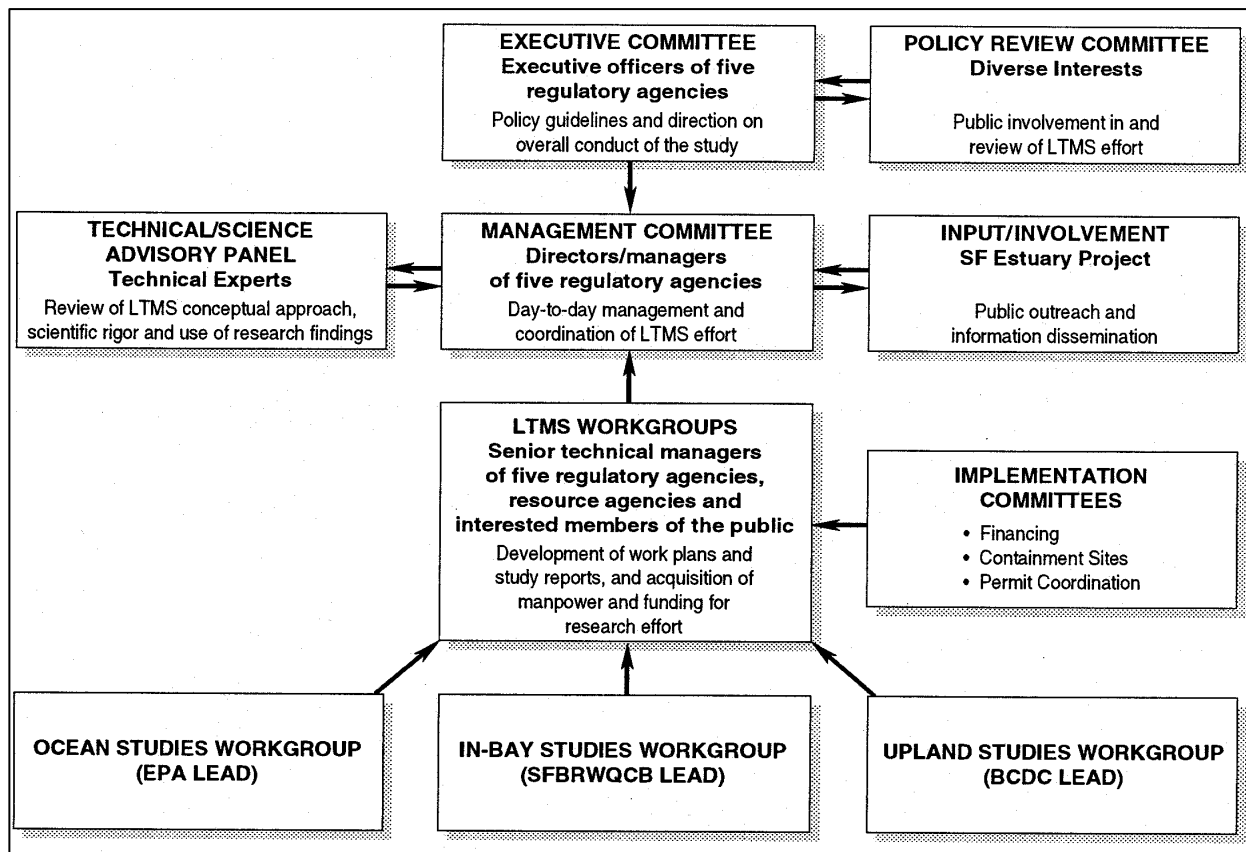 EXECUTIVE COMMITTEE
Executive officers of five
regulatory agencies
Policy guidelines and direction on
overall conduct of the study
POLICY REVIEW COMMITTEE
Diverse Interests
Public involvement in and
review of LTMS effort
TECHNICAL/SCIENCE
ADVISORY PANEL
Technical Experts
Review of LTMS conceptual approach,
scientific rigor and use of research findings
MANAGEMENT COMMITTEE
Directors/managers
of five regulatory agencies
Day-to-day management and
coordination of LTMS effort
INPUT/INVOLVEMENT
SF Estuary Project
Public outreach and
information dissemination
LTMS WORKGROUPS
Senior technical managers
of five regulatory agencies,
resource agencies and
interested members of the public
Development of work plans and
study reports, and acquisition of
manpower and funding for
research effort
IMPLEMENTATION
COMMITTEES
• Financing
• Containment Sites
• Permit Coordination
OCEAN STUDIES WORKGROUP
(EPA LEAD)
IN-BAY STUDIES WORKGROUP
(SFBRWQCB LEAD)
UPLAND STUDIES WORKGROUP
(BCDC LEAD)